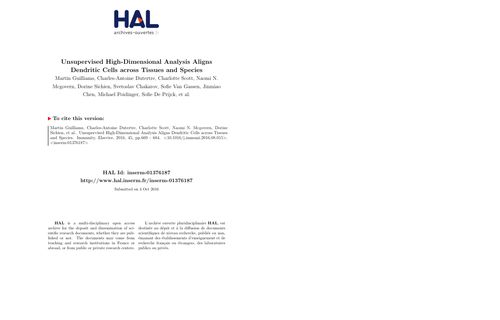 HAL
archives-ouvertes
Unsupervised High-Dimensional Analysis Aligns
Dendritic Cells across Tissues and Species
Martin Guilliams, Charles-Antoine Dutertre, Charlotte Scott, Naomi N.
Mcgovern, Dorine Sichien, Svetoslav Chakarov, Sofie Van Gassen, Jinmiao
Chen, Michael Poidinger, Sofie De Prijck, et al.
To cite this version:
Martin Guilliams, Charles-Antoine Dutertre, Charlotte Scott, Naomi N. Mcgovern, Dorine
Sichien, et al.. Unsupervised High-Dimensional Analysis Aligns Dendritic Cells across Tissues
and Species. Immunity, Elsevier, 2016, 45, pp.669 - 684. <10.1016/j.immuni.2016.08.015>.
<inserm-01376187>
HAL Id: inserm-01376187
http://www.hal.inserm.fr/inserm-01376187
Submitted on 4 Oct 2016
HAL is a multi-disciplinary open access
archive for the deposit and dissemination of sci-
entific research documents, whether they are pub-
lished or not. The documents may come from
teaching and research institutions in France or
abroad, or from public or private research centers.
L'archive ouverte pluridisciplinaire HAL, est
destinée au dépôt et à la diffusion de documents
scientifiques de niveau recherche, publiés ou non,
émanant des établissements d'enseignement et de
recherche français ou étrangers, des laboratoires
publics ou privés.